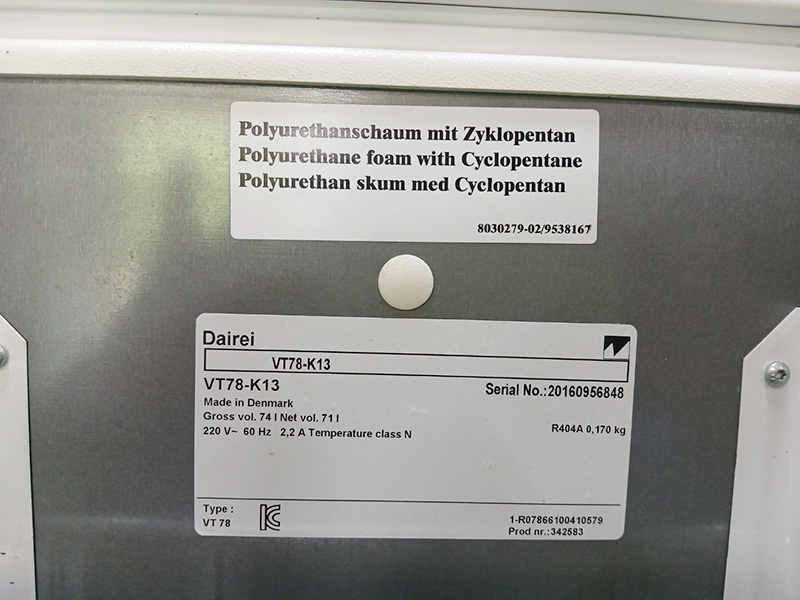 Polyurethanschaum mit Zyklopentan
Polyurethane foam with Cyclopentane
Polyurethan skum med Cyclopentan
8030279-02/9538167
Dairei
VT78-K13
VT78-K13
Serial No.:20160956848
Made in Denmark
Gross vol. 74 l Net vol. 71 l
220 V~ 60 Hz 2,2 A Temperature class N
R404A 0,170 kg
Type :
VT 78
1-R07866100410579
Prod nr.:342583